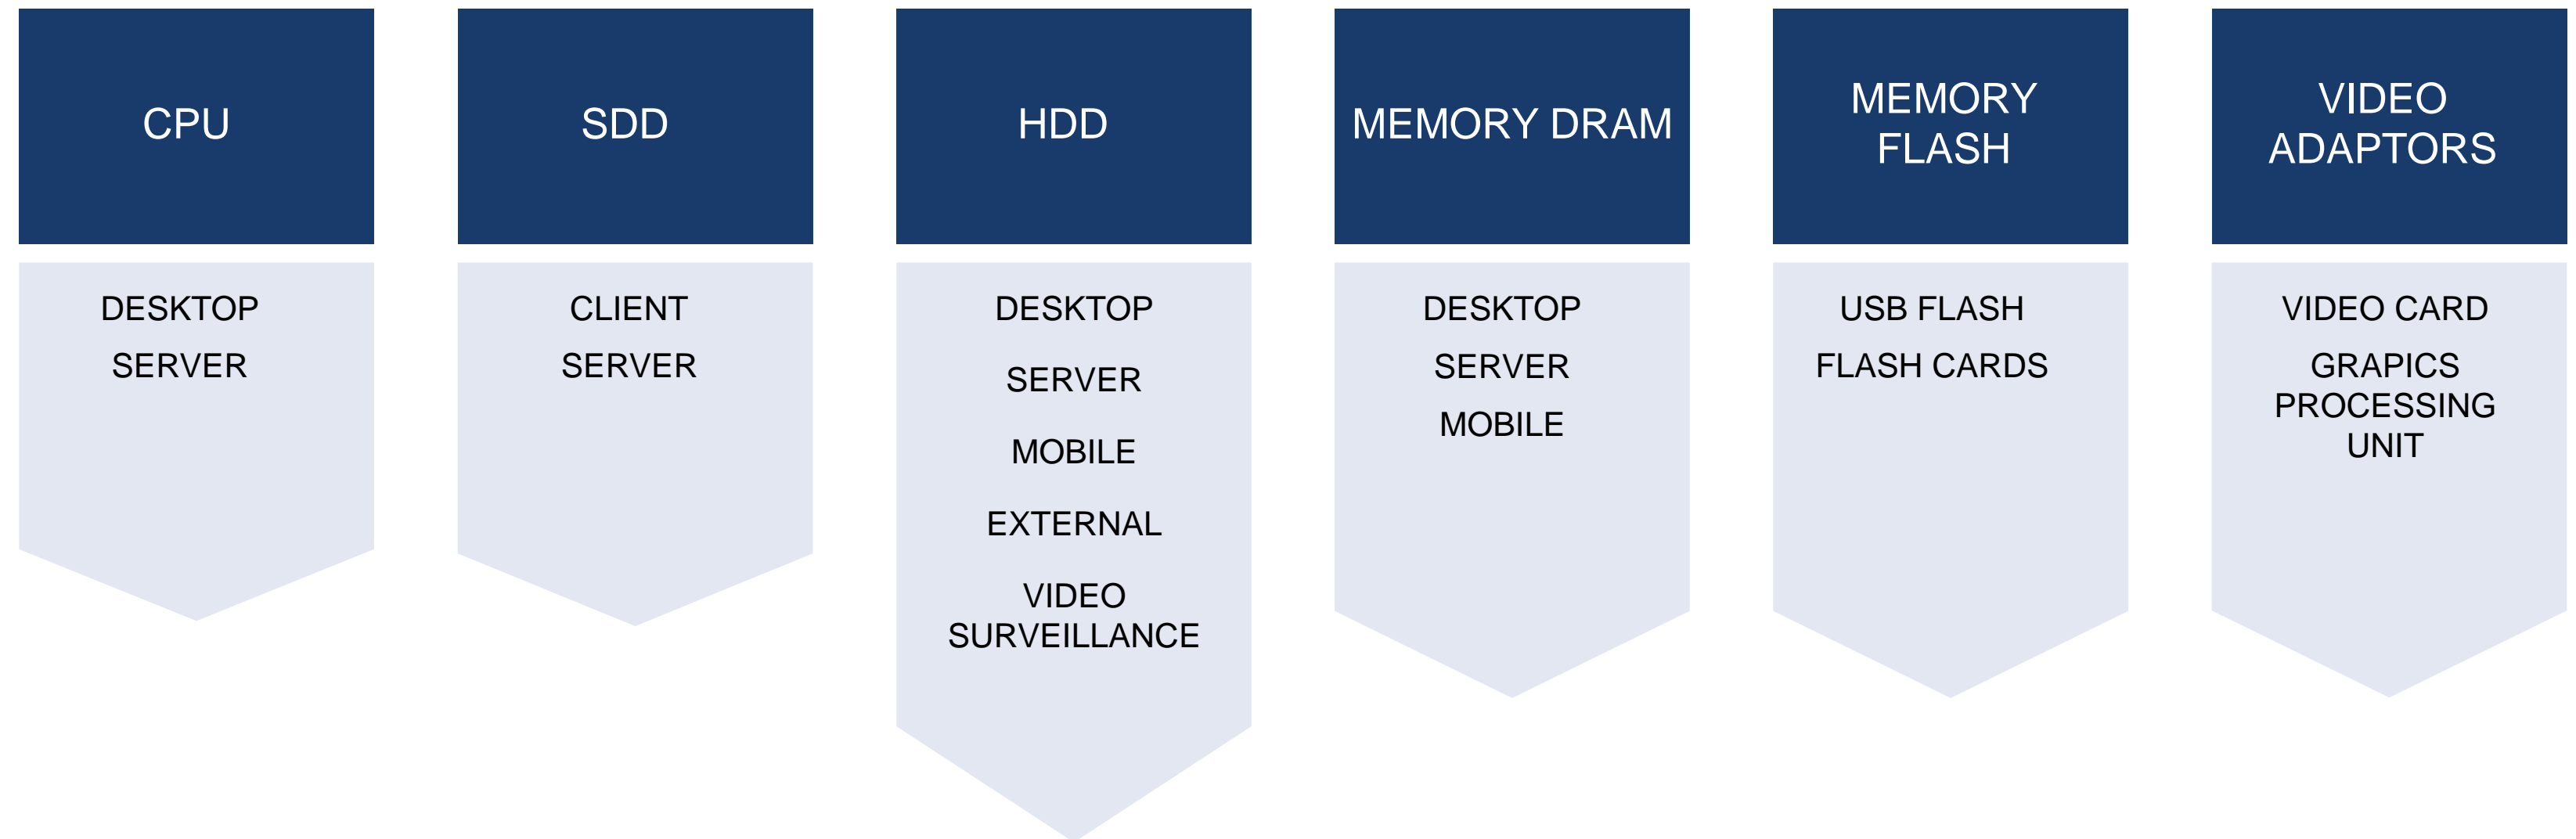 CPU
DESKTOP
SERVER
SDD
CLIENT
SERVER
HDD
DESKTOP
SERVER
MOBILE
EXTERNAL
VIDEO
SURVEILLANCE
MEMORY DRAM
DESKTOP
SERVER
MOBILE
MEMORY
FLASH
USB FLASH
FLASH CARDS
VIDEO
ADAPTORS
VIDEO CARD
GRAPICS
PROCESSING
UNIT